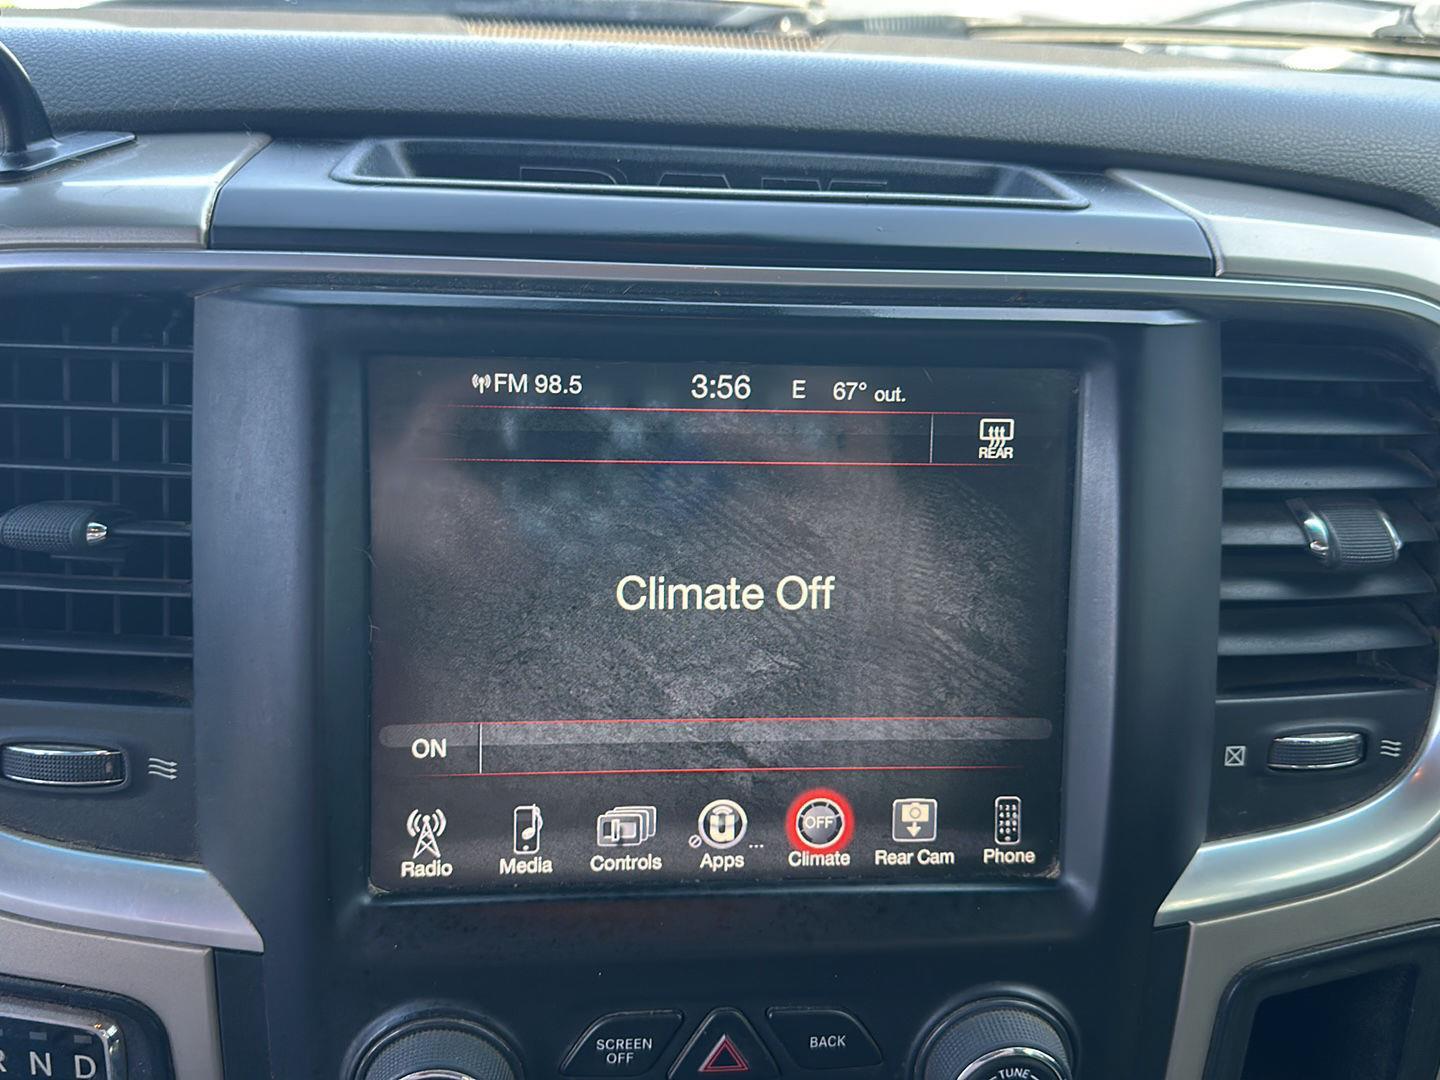 RAM
FM 98.5 3:56 E 67° out.
REAR
Climate Off
ON
OFF
Radio Media Controls Apps ... Climate Rear Cam Phone
SCREEN OFF
BACK
TUNE
R N D